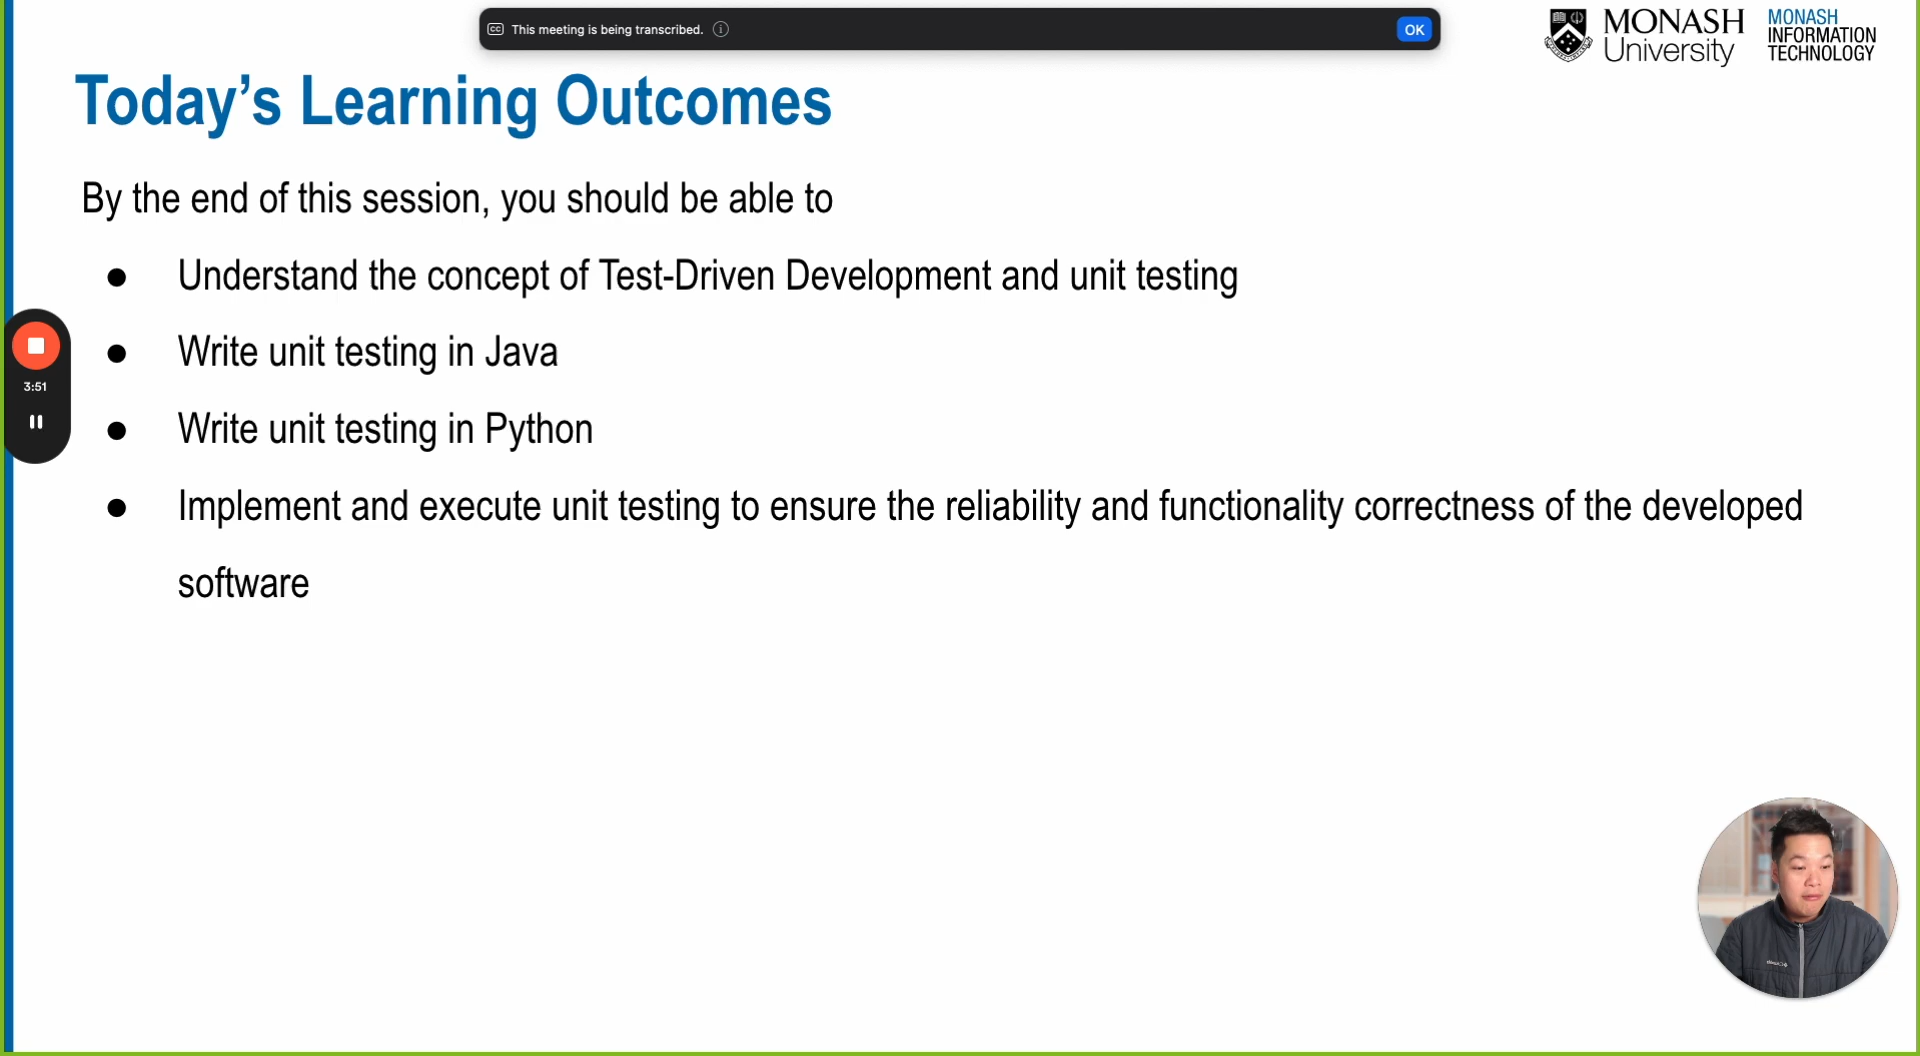 CC This meeting is being transcribed.
OK
MONASH
University
MONASH
INFORMATION
TECHNOLOGY
Today’s Learning Outcomes
By the end of this session, you should be able to
● Understand the concept of Test-Driven Development and unit testing
● Write unit testing in Java
● Write unit testing in Python
● Implement and execute unit testing to ensure the reliability and functionality correctness of the developed
software
3:51